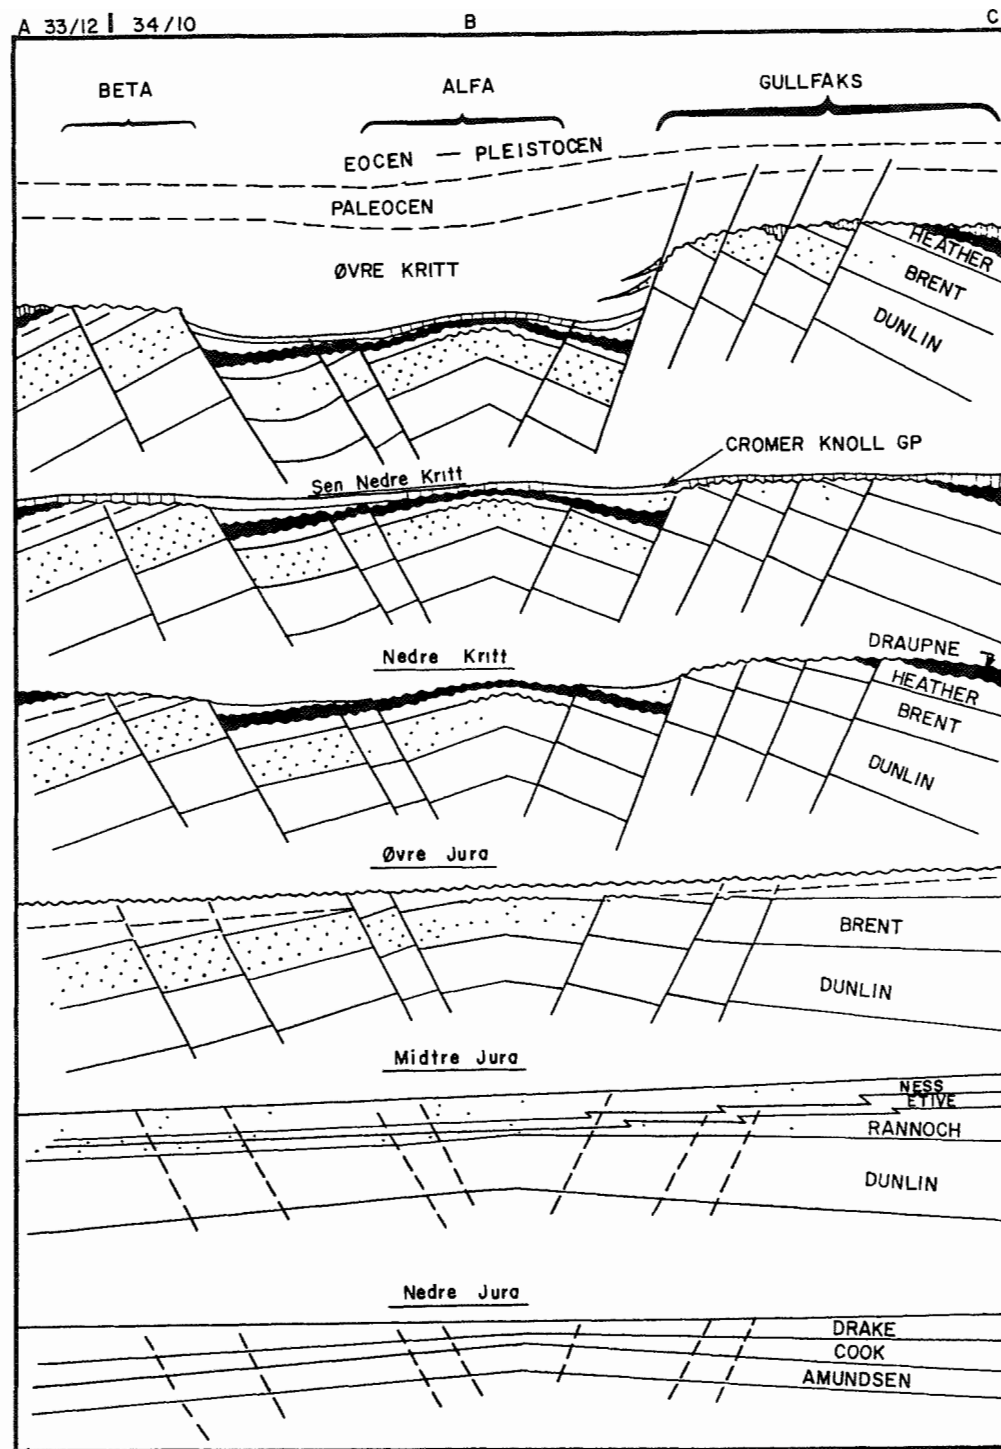 A 33/12 34/10 B C
BETA ALFA GULLFAKS
EOCEN — PLEISTOCEN
PALEOCEN
ØVRE KRITT
HEATHER
BRENT
DUNLIN
CROMER KNOLL GP
Sen Nedre Kritt
DRAUPNE
Nedre Kritt
HEATHER
BRENT
DUNLIN
Øvre Jura
BRENT
DUNLIN
Midtre Jura
NESS
ETIVE
RANNOCH
DUNLIN
Nedre Jura
DRAKE
COOK
AMUNDSEN